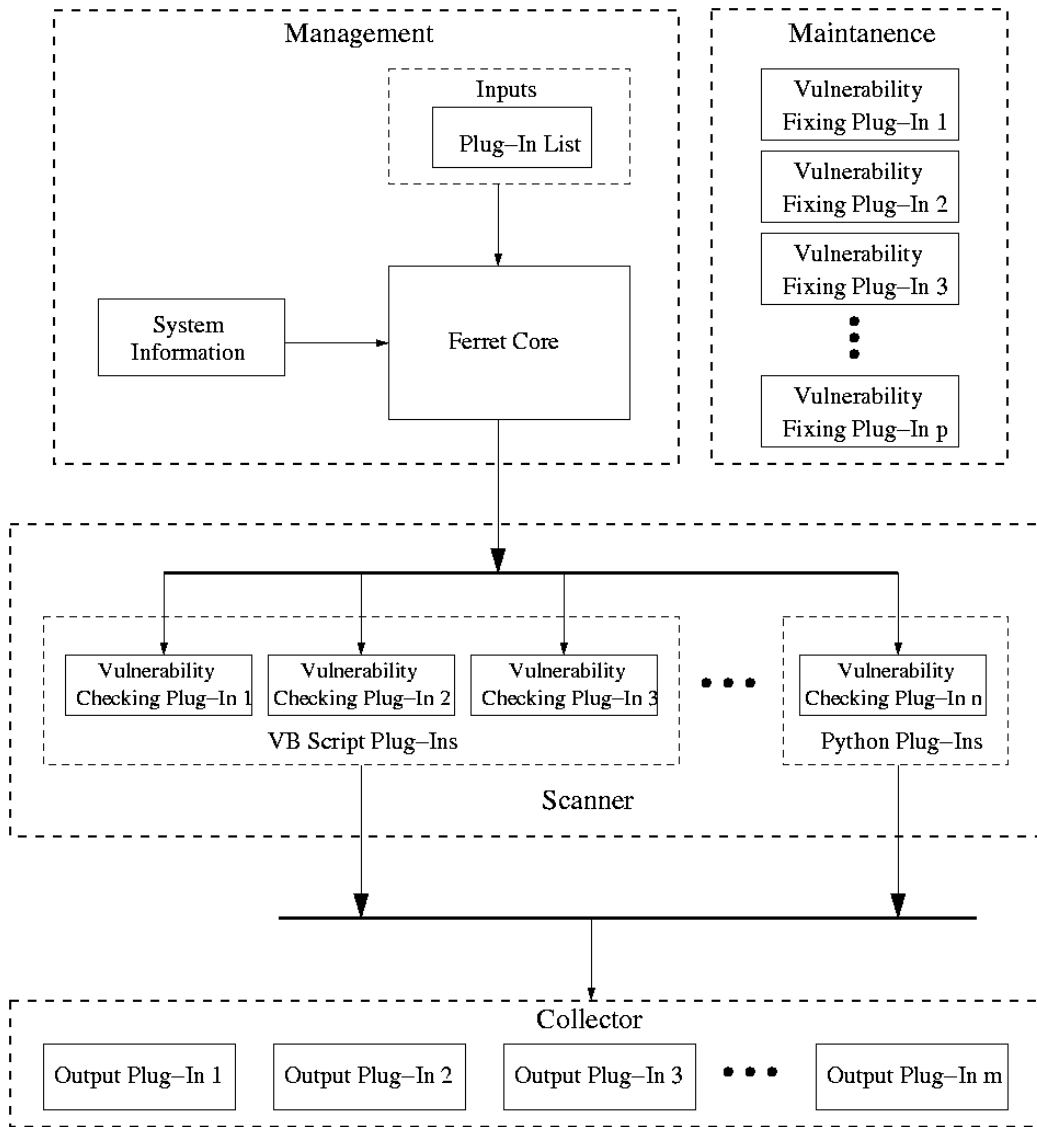 Management
Inputs
Plug–In List
System
Information
Ferret Core
Maintanence
Vulnerability
Fixing Plug–In 1
Vulnerability
Fixing Plug–In 2
Vulnerability
Fixing Plug–In 3
Vulnerability
Fixing Plug–In p
Vulnerability
Checking Plug–In 1
Vulnerability
Checking Plug–In 2
Vulnerability
Checking Plug–In 3
VB Script Plug–Ins
Vulnerability
Checking Plug–In n
Python Plug–Ins
Scanner
Collector
Output Plug–In 1
Output Plug–In 2
Output Plug–In 3
Output Plug–In m